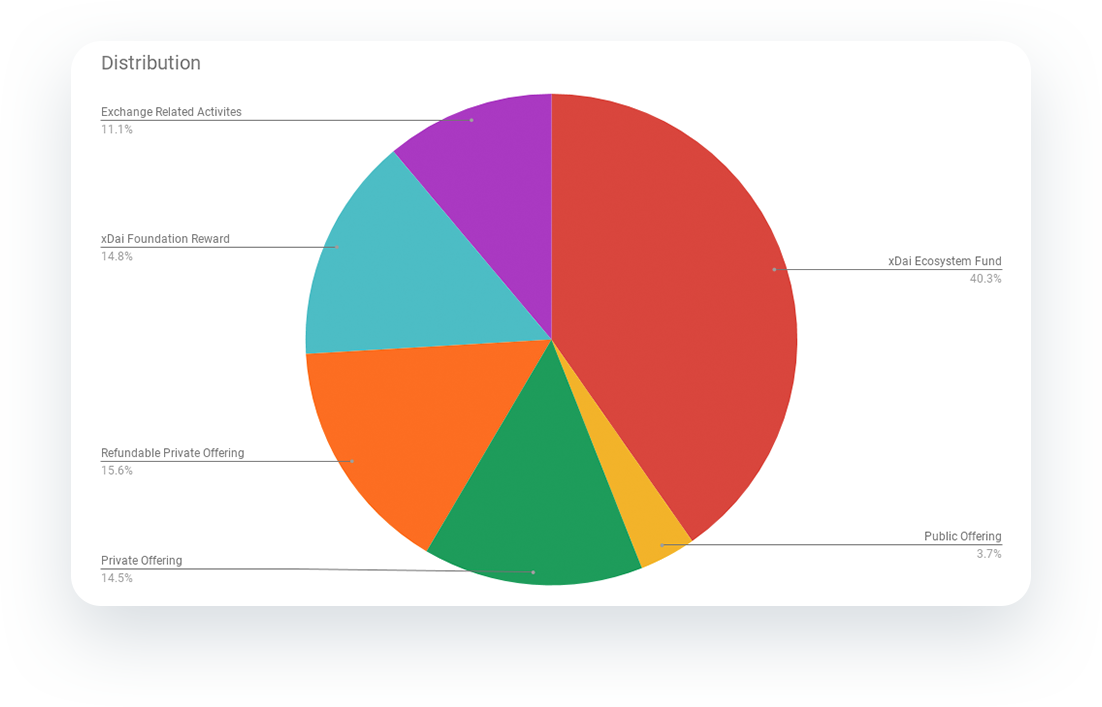 Distribution
Exchange Related Activites
11.1%
xDai Foundation Reward
14.8%
xDai Ecosystem Fund
40.3%
Refundable Private Offering
15.6%
Public Offering
3.7%
Private Offering
14.5%